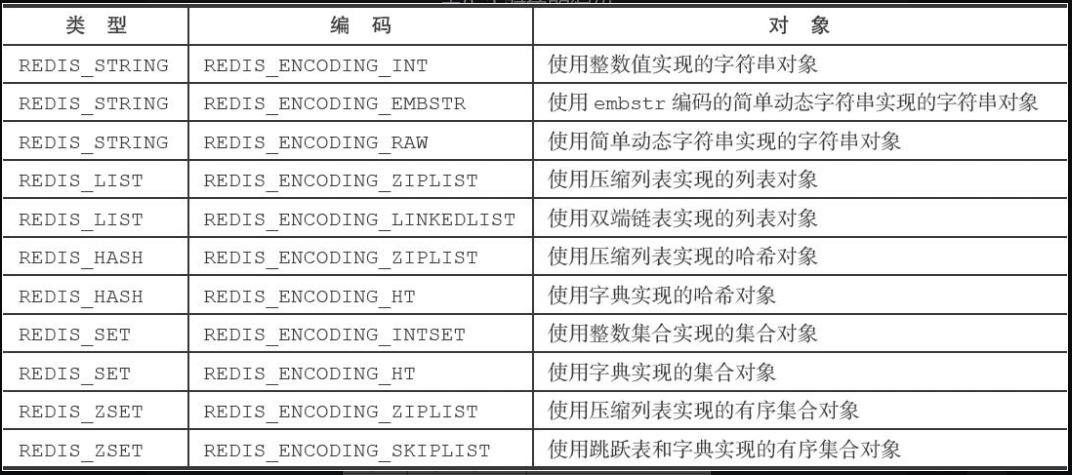 类 型 编 码 对 象
REDIS_STRING REDIS_ENCODING_INT 使用整数值实现的字符串对象
REDIS_STRING REDIS_ENCODING_EMBSTR 使用 embstr 编码的简单动态字符串实现的字符串对象
REDIS_STRING REDIS_ENCODING_RAW 使用简单动态字符串实现的字符串对象
REDIS_LIST REDIS_ENCODING_ZIPLIST 使用压缩列表实现的列表对象
REDIS_LIST REDIS_ENCODING_LINKEDLIST 使用双端链表实现的列表对象
REDIS_HASH REDIS_ENCODING_ZIPLIST 使用压缩列表实现的哈希对象
REDIS_HASH REDIS_ENCODING_HT 使用字典实现的哈希对象
REDIS_SET REDIS_ENCODING_INTSET 使用整数集合实现的集合对象
REDIS_SET REDIS_ENCODING_HT 使用字典实现的集合对象
REDIS_ZSET REDIS_ENCODING_ZIPLIST 使用压缩列表实现的有序集合对象
REDIS_ZSET REDIS_ENCODING_SKIPLIST 使用跳跃表和字典实现的有序集合对象